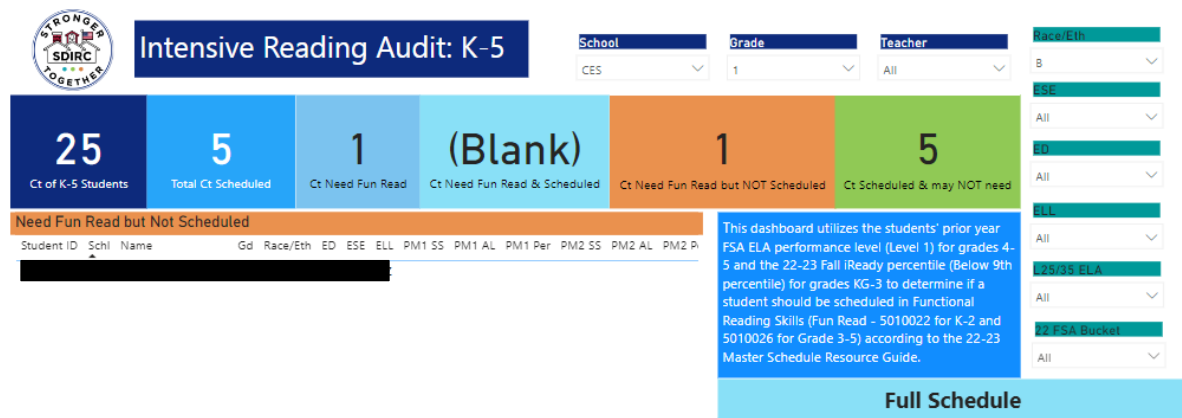 STRONGER
SDIRC
TOGETHER
Intensive Reading Audit: K-5
School
CES
Grade
1
Teacher
All
Race/Eth
B
ESE
All
ED
All
ELL
All
L25/35 ELA
All
22 FSA Bucket
All
25
Ct of K-5 Students
5
Total Ct Scheduled
1
Ct Need Fun Read
(Blank)
Ct Need Fun Read & Scheduled
1
Ct Need Fun Read but NOT Scheduled
5
Ct Scheduled & may NOT need
Need Fun Read but Not Scheduled
Student ID Schl Name Gd Race/Eth ED ESE ELL PM1 SS PM1 AL PM1 Per PM2 SS PM2 AL PM2
This dashboard utilizes the students' prior year
FSA ELA performance level (Level 1) for grades 4-
5 and the 22-23 Fall iReady percentile (Below 9th
percentile) for grades KG-3 to determine if a
student should be scheduled in Functional
Reading Skills (Fun Read - 5010022 for K-2 and
5010026 for Grade 3-5) according to the 22-23
Master Schedule Resource Guide.
Full Schedule